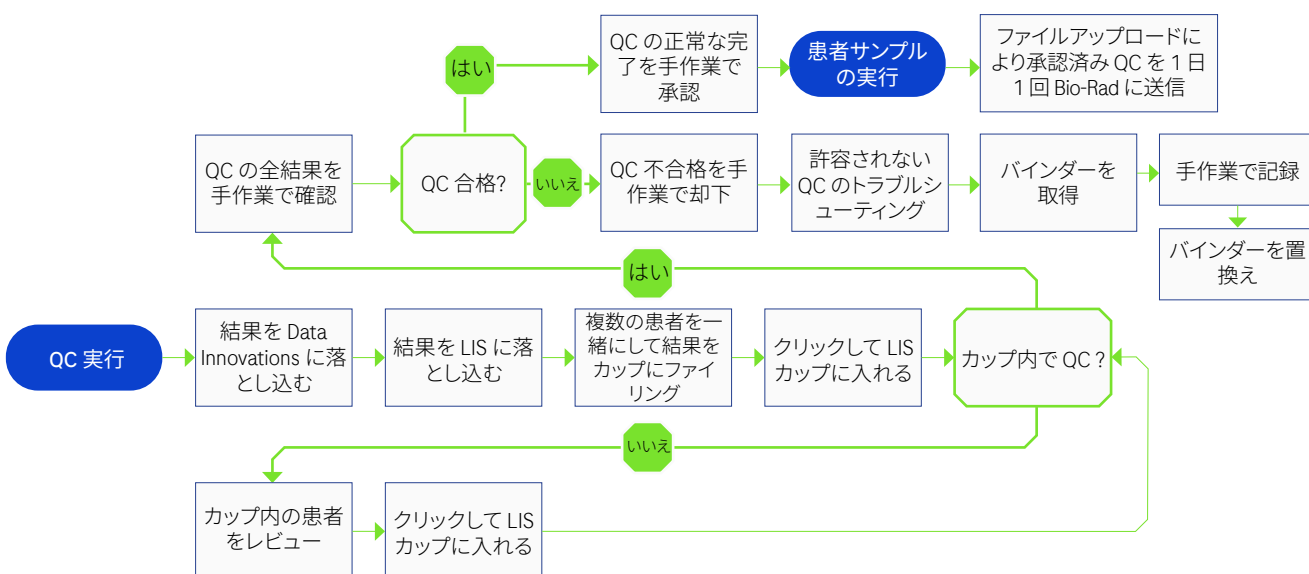 はい
QC の正常な完
了を手作業で
承認
患者サンプル
の実行
ファイルアップロードに
より承認済み QC を 1 日
1 回 Bio-Rad に送信
QC の全結果を
手作業で確認
QC 合格?
いいえ
QC 不合格を手
作業で却下
許容されない
QC のトラブルシ
ューティング
バインダーを
取得
手作業で記録
バインダーを置
換え
はい
QC 実行
結果を Data
Innovations に落
とし込む
結果を LIS に落
とし込む
複数の患者を一
緒にして結果を
カップにファイ
リング
クリックして LIS
カップに入れる
カップ内で QC ?
いいえ
カップ内の患者
をレビュー
クリックして LIS
カップに入れる